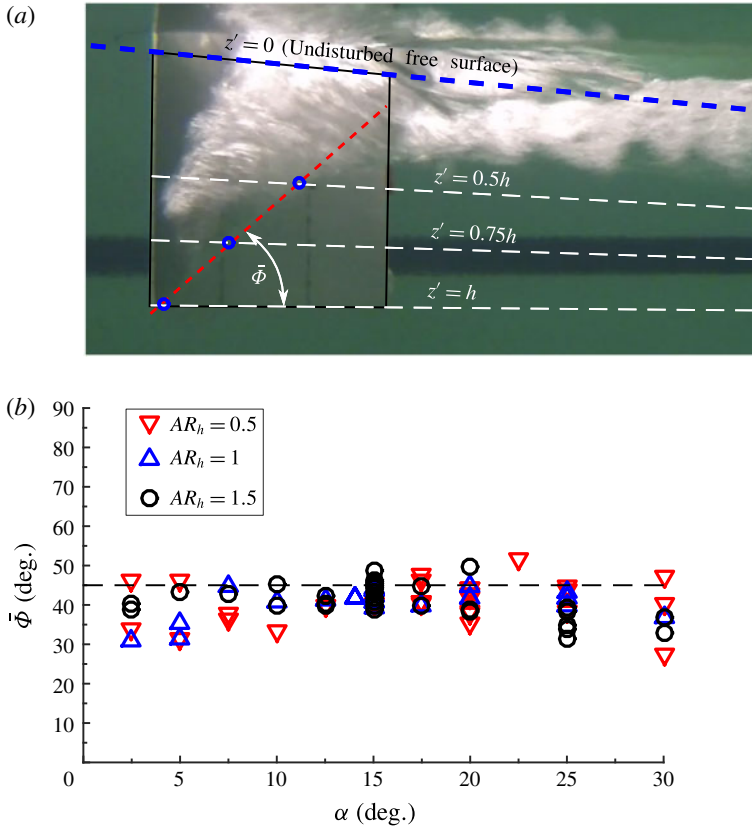 (a)
z′ = 0 (Undisturbed free surface)
z′ = 0.5h
z′ = 0.75h
Φ̄
z′ = h
(b)
90
80
70
60
50
40
30
20
10
0
Φ̄ (deg.)
AR_h = 0.5
AR_h = 1
AR_h = 1.5
5 10 15 20 25 30
α (deg.)